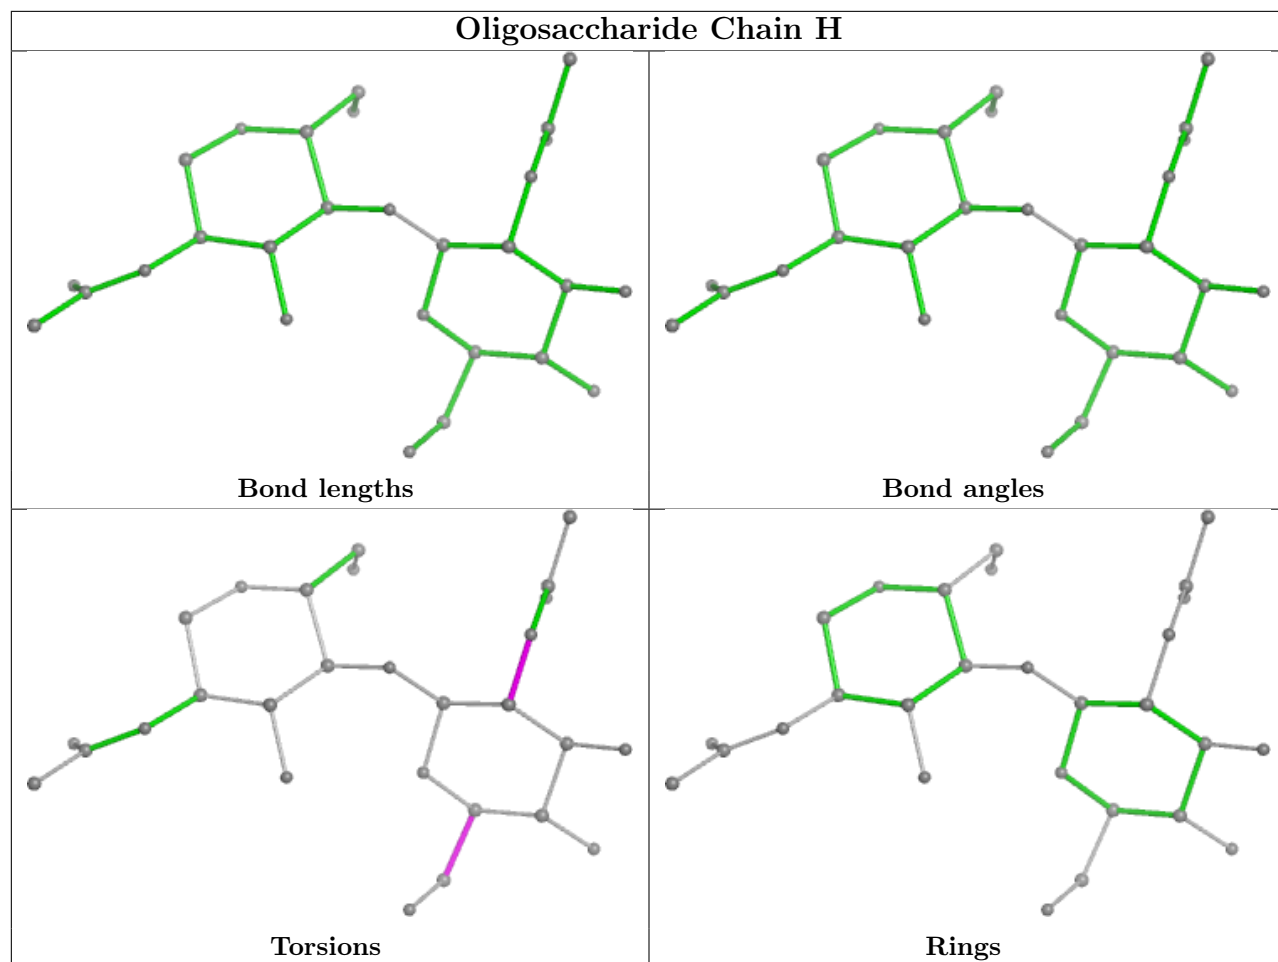 Oligosaccharide Chain H
Bond lengths
Bond angles
Torsions
Rings